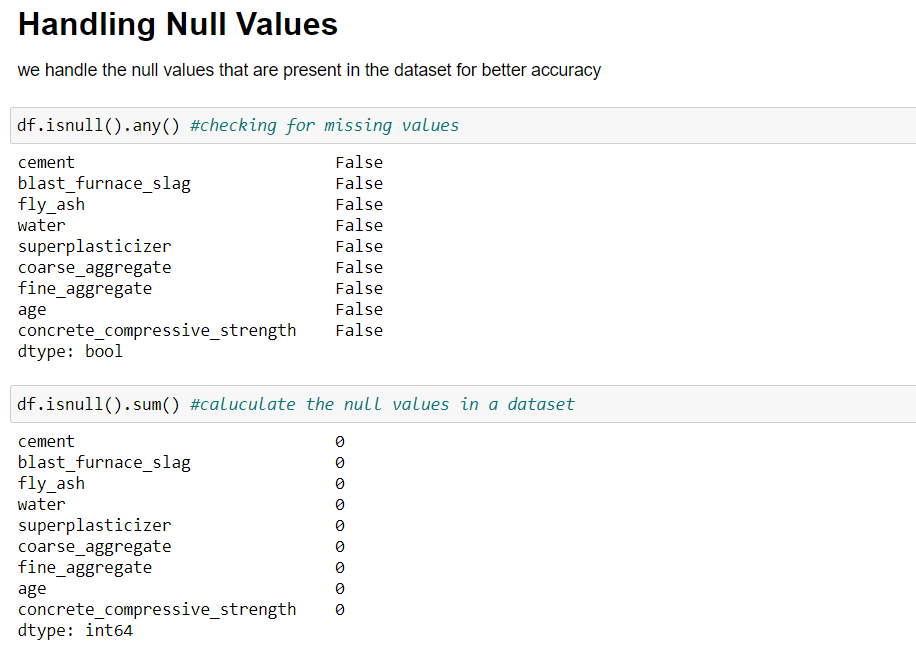 Handling Null Values
we handle the null values that are present in the dataset for better accuracy
df.isnull().any() #checking for missing values
cement False
blast_furnace_slag False
fly_ash False
water False
superplasticizer False
coarse_aggregate False
fine_aggregate False
age False
concrete_compressive_strength False
dtype: bool
df.isnull().sum() #caluculate the null values in a dataset
cement 0
blast_furnace_slag 0
fly_ash 0
water 0
superplasticizer 0
coarse_aggregate 0
fine_aggregate 0
age 0
concrete_compressive_strength 0
dtype: int64